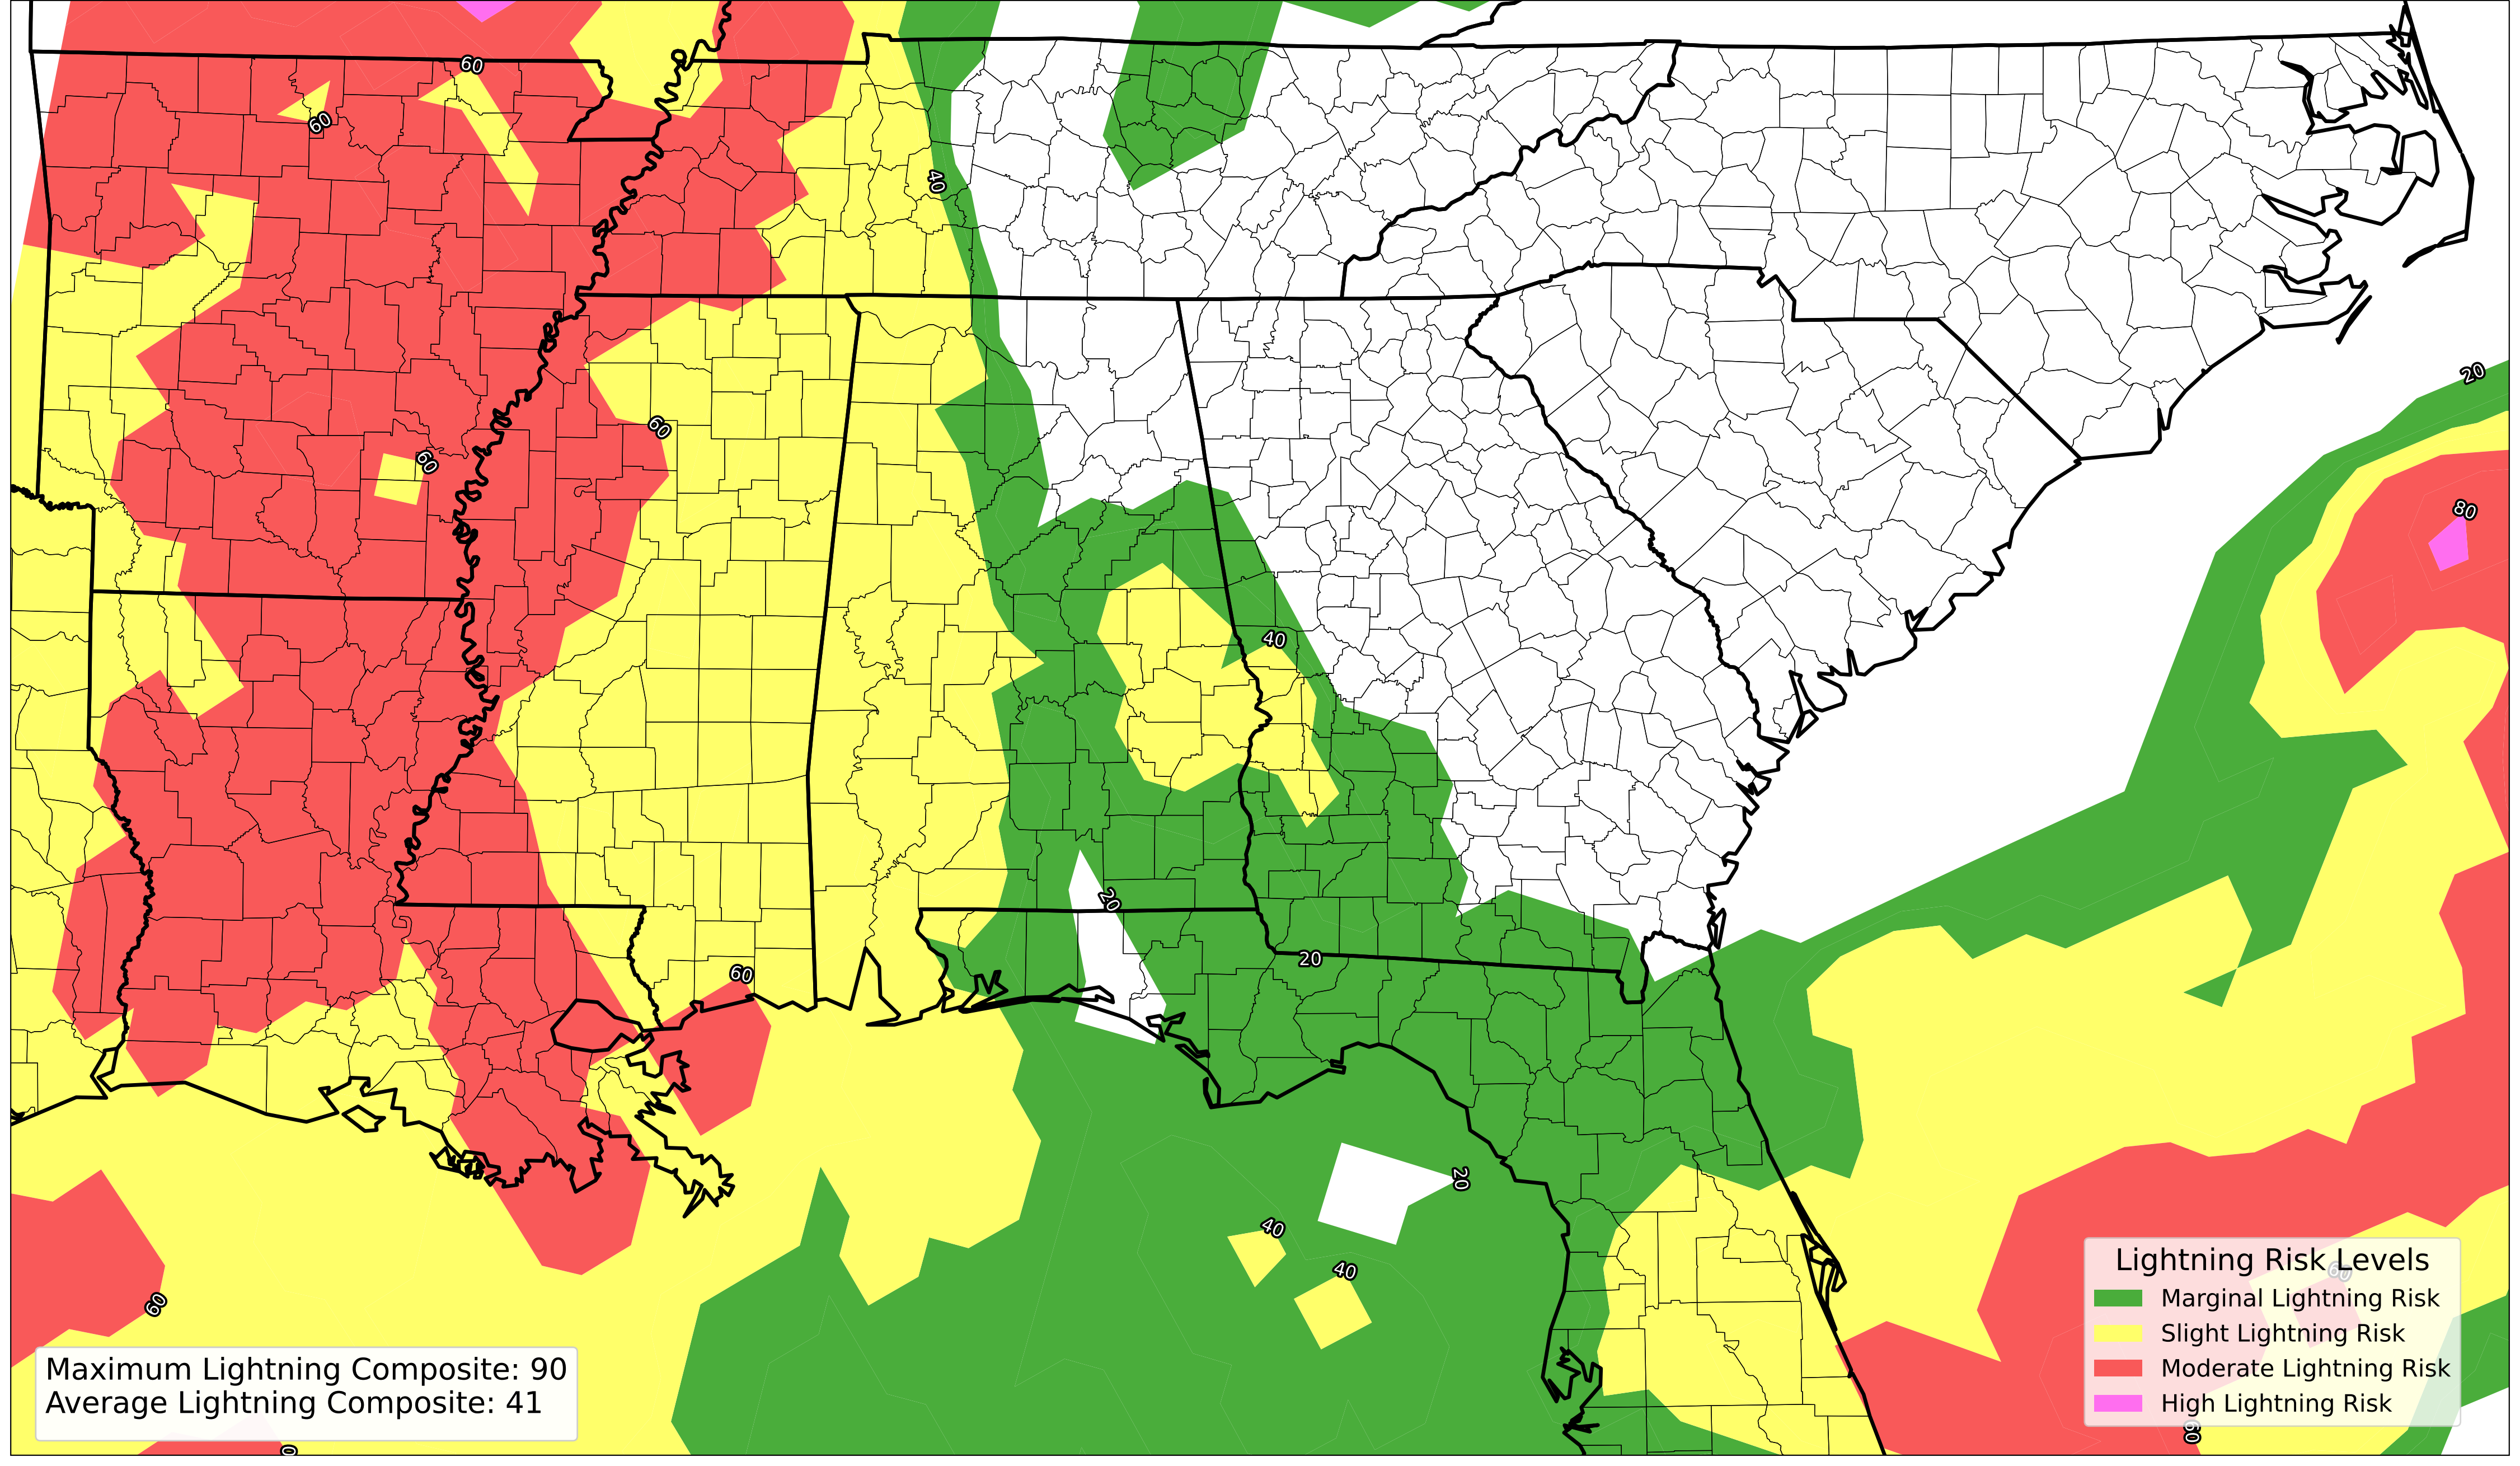 60
60
40
20
60
60
80
40
20
20
60
20
40
40
60
60
Lightning Risk Levels
Marginal Lightning Risk
Slight Lightning Risk
Moderate Lightning Risk
High Lightning Risk
Maximum Lightning Composite: 90
Average Lightning Composite: 41
60